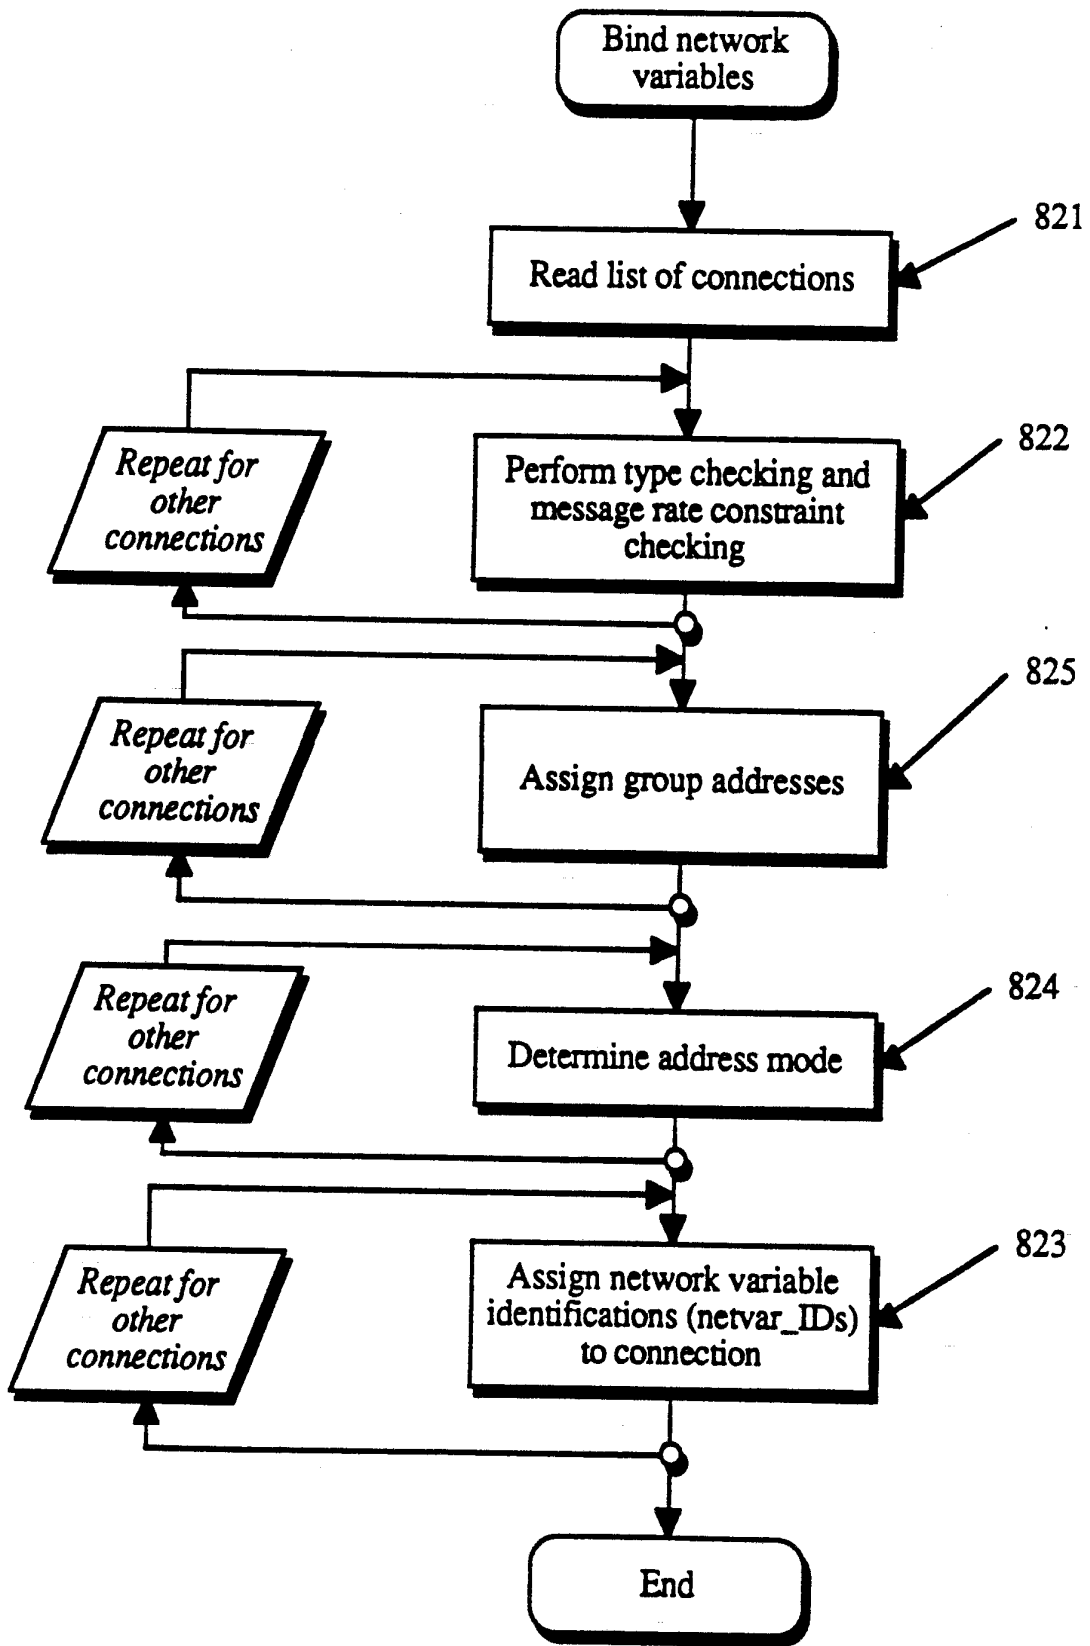 Bind network
variables
821
Read list of connections
Repeat for
other
connections
822
Perform type checking and
message rate constraint
checking
825
Repeat for
other
connections
Assign group addresses
824
Repeat for
other
connections
Determine address mode
823
Repeat for
other
connections
Assign network variable
identifications (netvar_IDs)
to connection
End